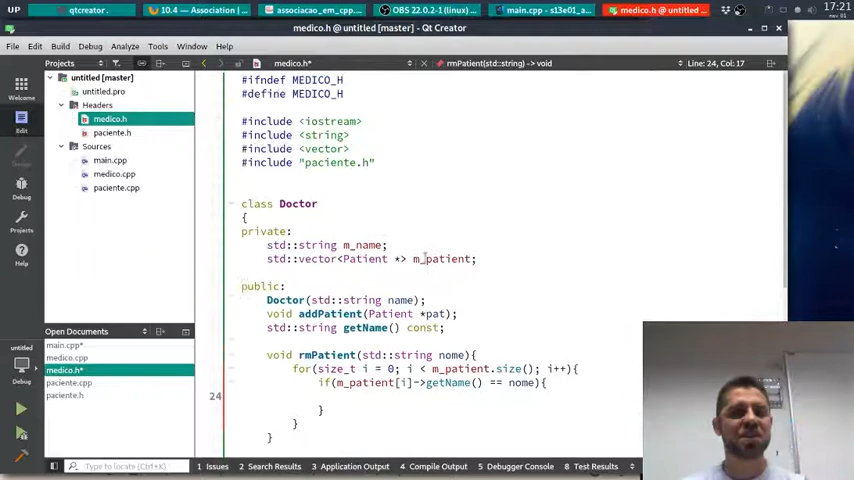 UP
qtcreator
10.4 — Association | ...
associacao_em_cpp....
OBS 22.0.2-1 (linux) ...
main.cpp - s13e01_a...
medico.h @ untitled ...
17:21
11 nov
medico.h @ untitled [master] - Qt Creator
File Edit Build Debug Analyze Tools Window Help
Projects
medico.h*
rmPatient(std::string) -> void
Line: 24, Col: 17
Welcome
Edit
Design
Debug
Projects
Help
untitled
Debug
untitled [master]
untitled.pro
Headers
medico.h
paciente.h
Sources
main.cpp
medico.cpp
paciente.cpp
Open Documents
main.cpp*
medico.cpp
medico.h*
paciente.cpp
paciente.h
#ifndef MEDICO_H
#define MEDICO_H
#include <iostream>
#include <string>
#include <vector>
#include "paciente.h"
class Doctor
{
private:
std::string m_name;
std::vector<Patient *> m_patient;
public:
Doctor(std::string name);
void addPatient(Patient *pat);
std::string getName() const;
void rmPatient(std::string nome){
for(size_t i = 0; i < m_patient.size(); i++){
if(m_patient[i]->getName() == nome){
24
}
}
}
Type to locate (Ctrl+K)
1 Issues
2 Search Results
3 Application Output
4 Compile Output
5 Debugger Console
8 Test Results